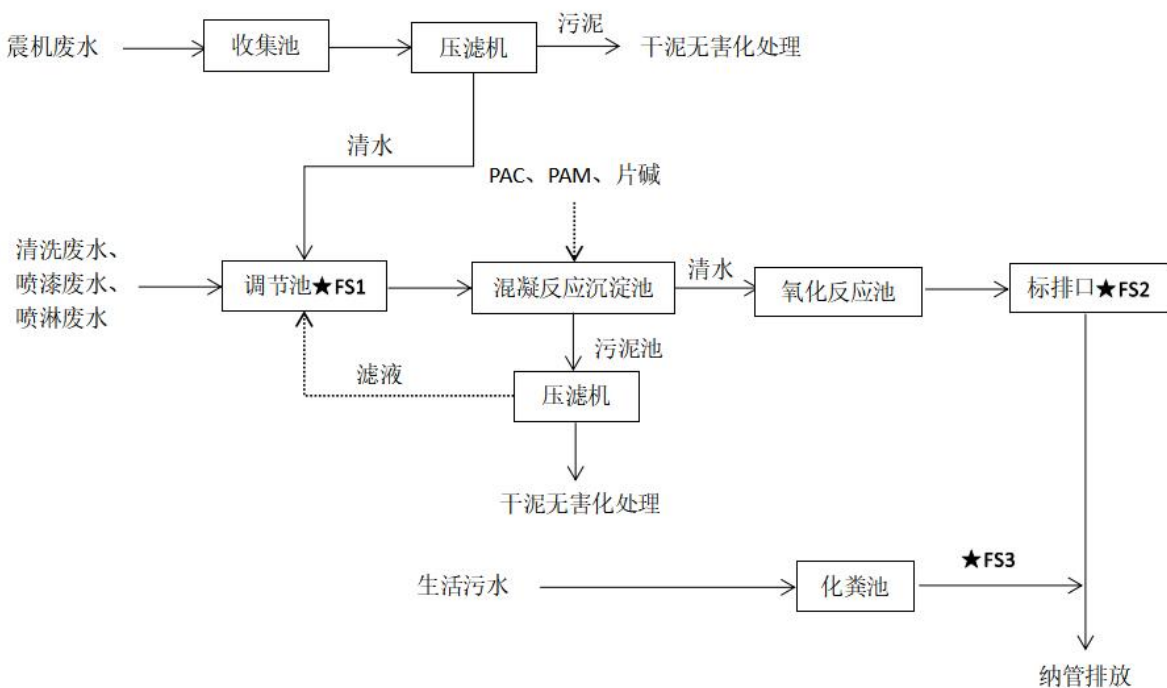 污泥
震机废水
收集池
压滤机
干泥无害化处理
清水
PAC、PAM、片碱
清洗废水、
喷漆废水、
喷淋废水
调节池★FS1
混凝反应沉淀池
清水
氧化反应池
标排口★FS2
污泥池
滤液
压滤机
干泥无害化处理
★FS3
生活污水
化粪池
纳管排放